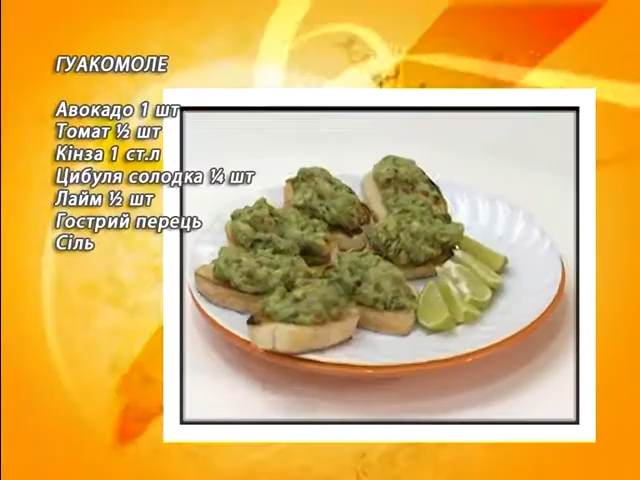 ГУАКОМОЛЕ
Авокадо 1 шт
Томат ½ шт
Кінза 1 ст.л
Цибуля солодка ¼ шт
Лайм ½ шт
Гострий перець
Сіль